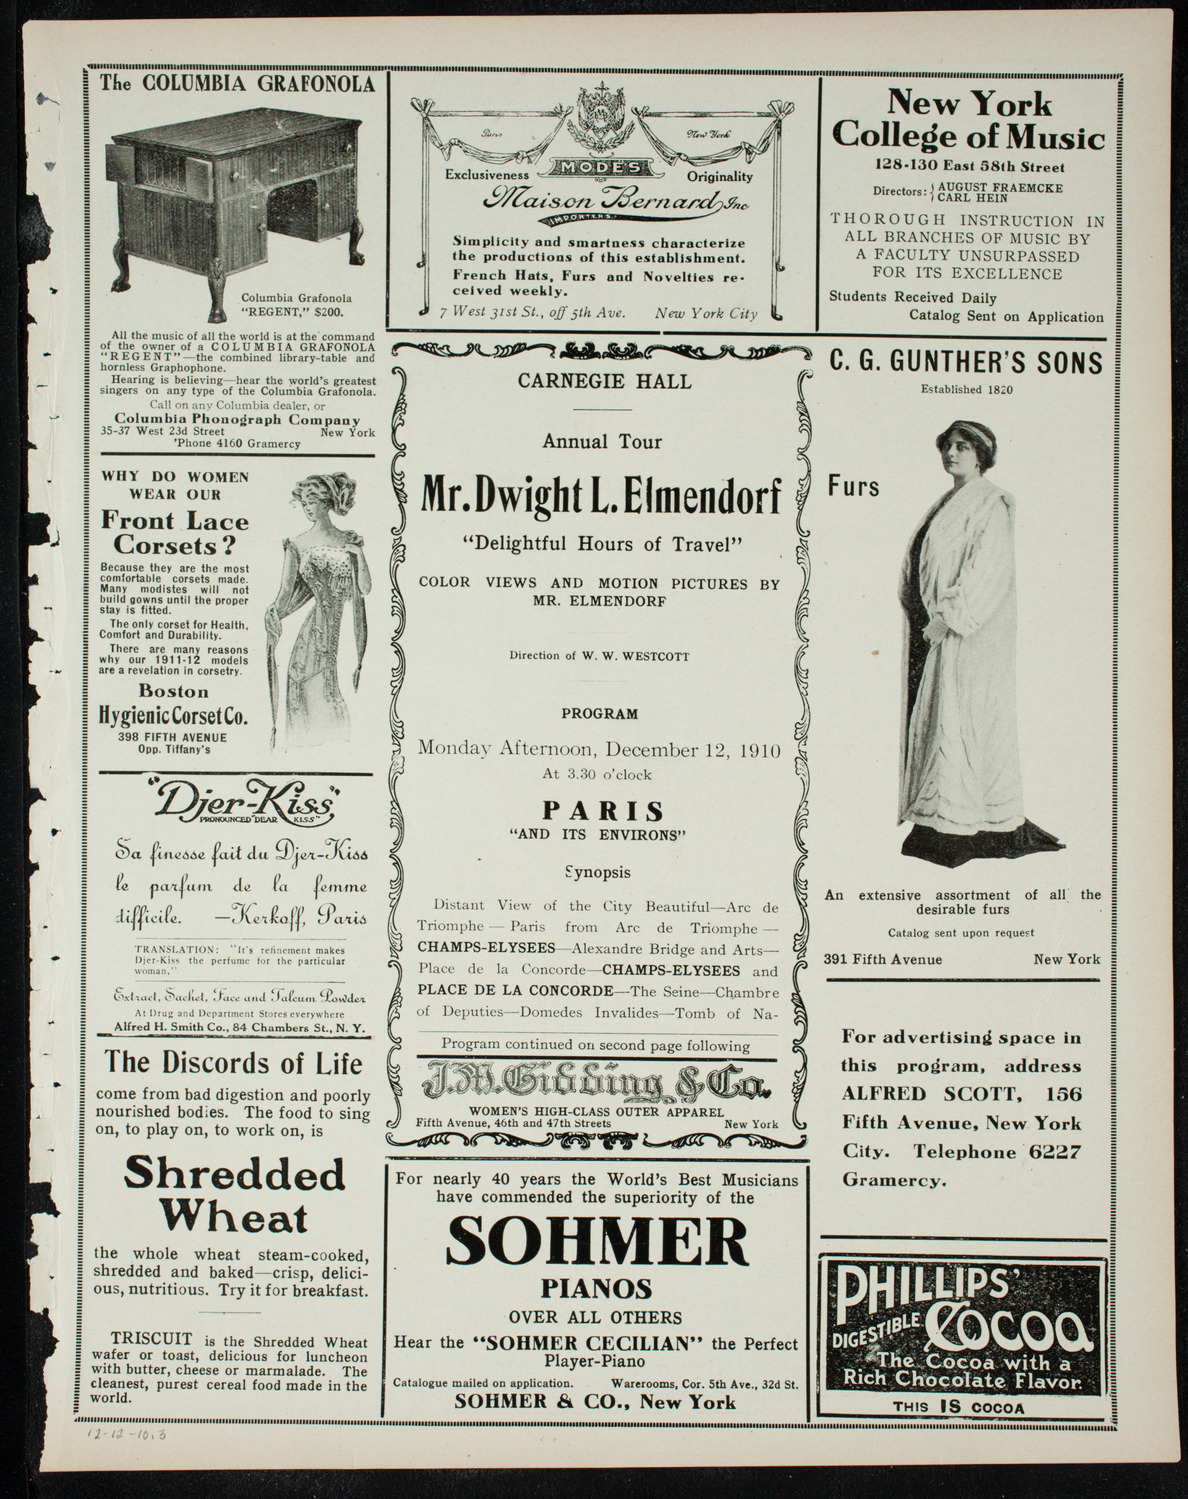 The COLUMBIA GRAFONOLA
Columbia Grafonola
"REGENT," $200.
All the music of all the world is at the command
of the owner of a COLUMBIA GRAFONOLA
"REGENT"—the combined library-table and
hornless Graphophone.
Hearing is believing—hear the world's greatest
singers on any type of the Columbia Grafonola.
Call on any Columbia dealer, or
Columbia Phonograph Company
35-37 West 23d Street New York
'Phone 4160 Gramercy
WHY DO WOMEN
WEAR OUR
Front Lace
Corsets?
Because they are the most
comfortable corsets made.
Many modistes will not
build gowns until the proper
stay is fitted.
The only corset for Health,
Comfort and Durability.
There are many reasons
why our 1911-12 models
are a revelation in corsetry.
Boston
Hygienic Corset Co.
398 FIFTH AVENUE
Opp. Tiffany's
"Djer-Kiss"
PRONOUNCED "DEAR KISS"
Sa finesse fait du Djer-Kiss
le parfum de la femme
difficile. —Kerkoff, Paris
TRANSLATION: "It's refinement makes
Djer-Kiss the perfume for the particular
woman."
Extract, Sachet, Face and Talcum Powder
At Drug and Department Stores everywhere
Alfred H. Smith Co., 84 Chambers St., N. Y.
The Discords of Life
come from bad digestion and poorly
nourished bodies. The food to sing
on, to play on, to work on, is
Shredded
Wheat
the whole wheat steam-cooked,
shredded and baked—crisp, delici-
ous, nutritious. Try it for breakfast.
TRISCUIT is the Shredded Wheat
wafer or toast, delicious for luncheon
with butter, cheese or marmalade. The
cleanest, purest cereal food made in the
world.
12-12-10.3
Paris New York
MODES
Exclusiveness Originality
Maison Bernard Inc
IMPORTERS
Simplicity and smartness characterize
the productions of this establishment.
French Hats, Furs and Novelties re-
ceived weekly.
7 West 31st St., off 5th Ave. New York City
CARNEGIE HALL
Annual Tour
Mr. Dwight L. Elmendorf
"Delightful Hours of Travel"
COLOR VIEWS AND MOTION PICTURES BY
MR. ELMENDORF
Direction of W. W. WESTCOTT
PROGRAM
Monday Afternoon, December 12, 1910
At 3.30 o'clock
PARIS
"AND ITS ENVIRONS"
Synopsis
Distant View of the City Beautiful—Arc de
Triomphe — Paris from Arc de Triomphe —
CHAMPS-ELYSEES—Alexandre Bridge and Arts—
Place de la Concorde—CHAMPS-ELYSEES and
PLACE DE LA CONCORDE—The Seine—Chambre
of Deputies—Domedes Invalides—Tomb of Na-
Program continued on second page following
J.M. Gidding & Co.
WOMEN'S HIGH-CLASS OUTER APPAREL
Fifth Avenue, 46th and 47th Streets New York
For nearly 40 years the World's Best Musicians
have commended the superiority of the
SOHMER
PIANOS
OVER ALL OTHERS
Hear the "SOHMER CECILIAN" the Perfect
Player-Piano
Catalogue mailed on application. Warerooms, Cor. 5th Ave., 32d St.
SOHMER & CO., New York
New York
College of Music
128-130 East 58th Street
Directors: { AUGUST FRAEMCKE
CARL HEIN
THOROUGH INSTRUCTION IN
ALL BRANCHES OF MUSIC BY
A FACULTY UNSURPASSED
FOR ITS EXCELLENCE
Students Received Daily
Catalog Sent on Application
C. G. GUNTHER'S SONS
Established 1820
Furs
An extensive assortment of all the
desirable furs
Catalog sent upon request
391 Fifth Avenue New York
For advertising space in
this program, address
ALFRED SCOTT, 156
Fifth Avenue, New York
City. Telephone 6227
Gramercy.
PHILLIPS'
DIGESTIBLE COCOA
The Cocoa with a
Rich Chocolate Flavor.
THIS IS COCOA